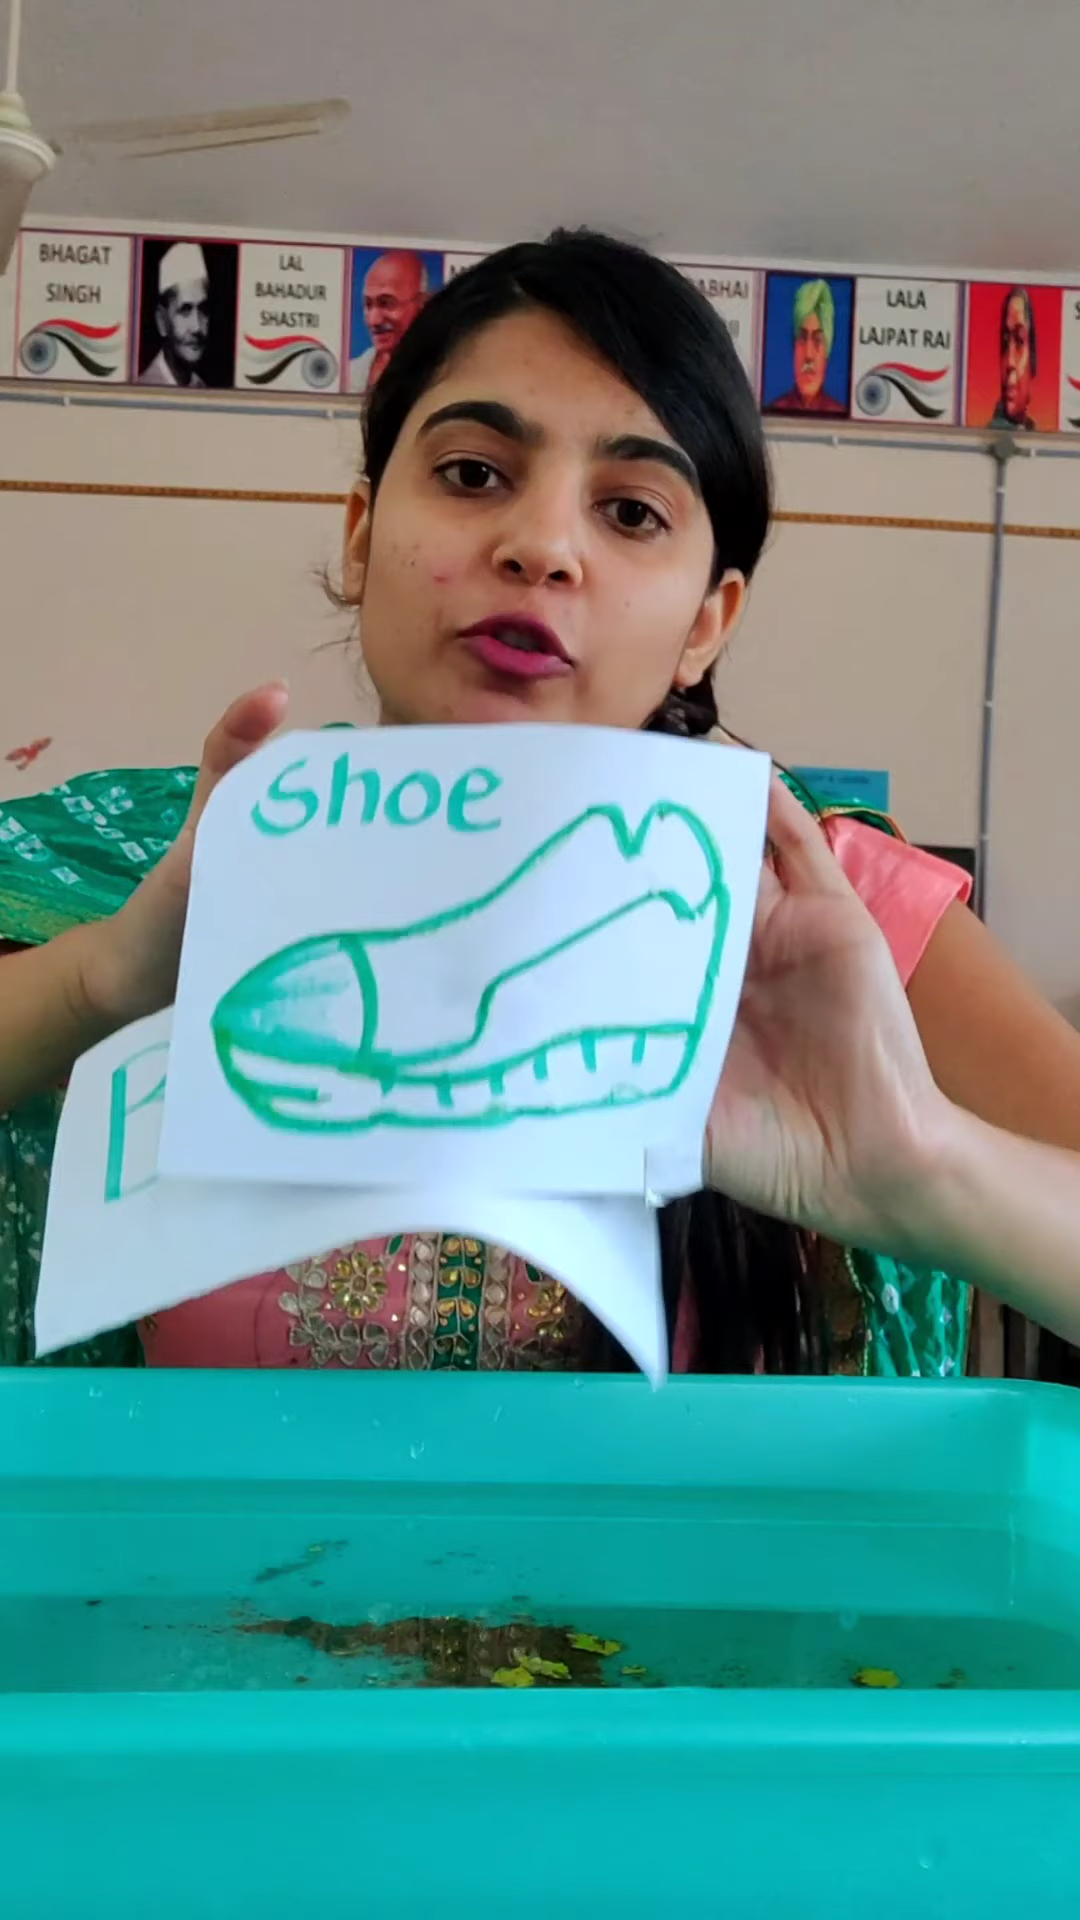 BHAGAT
SINGH
LAL
BAHADUR
SHASTRI
LALA
LAJPAT RAI
Shoe